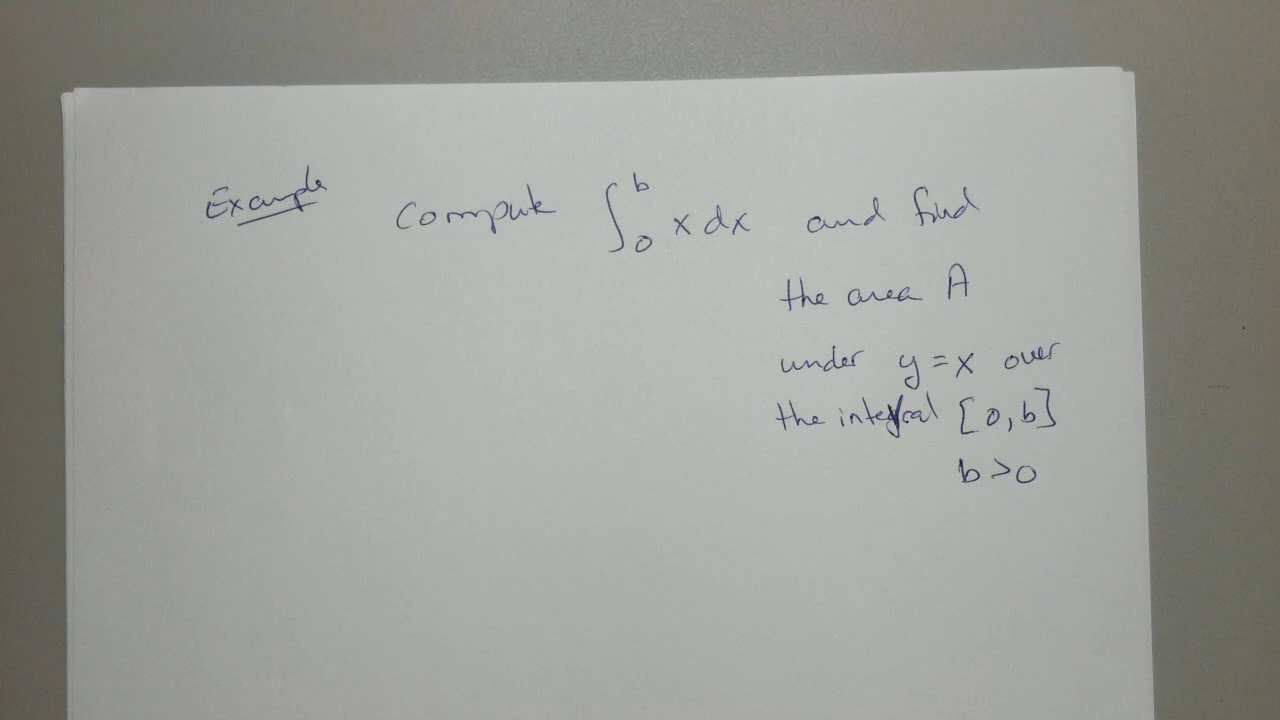 Example Compute ∫₀ᵇ x dx and find
the area A
under y = x over
the interval [0, b]
b > 0